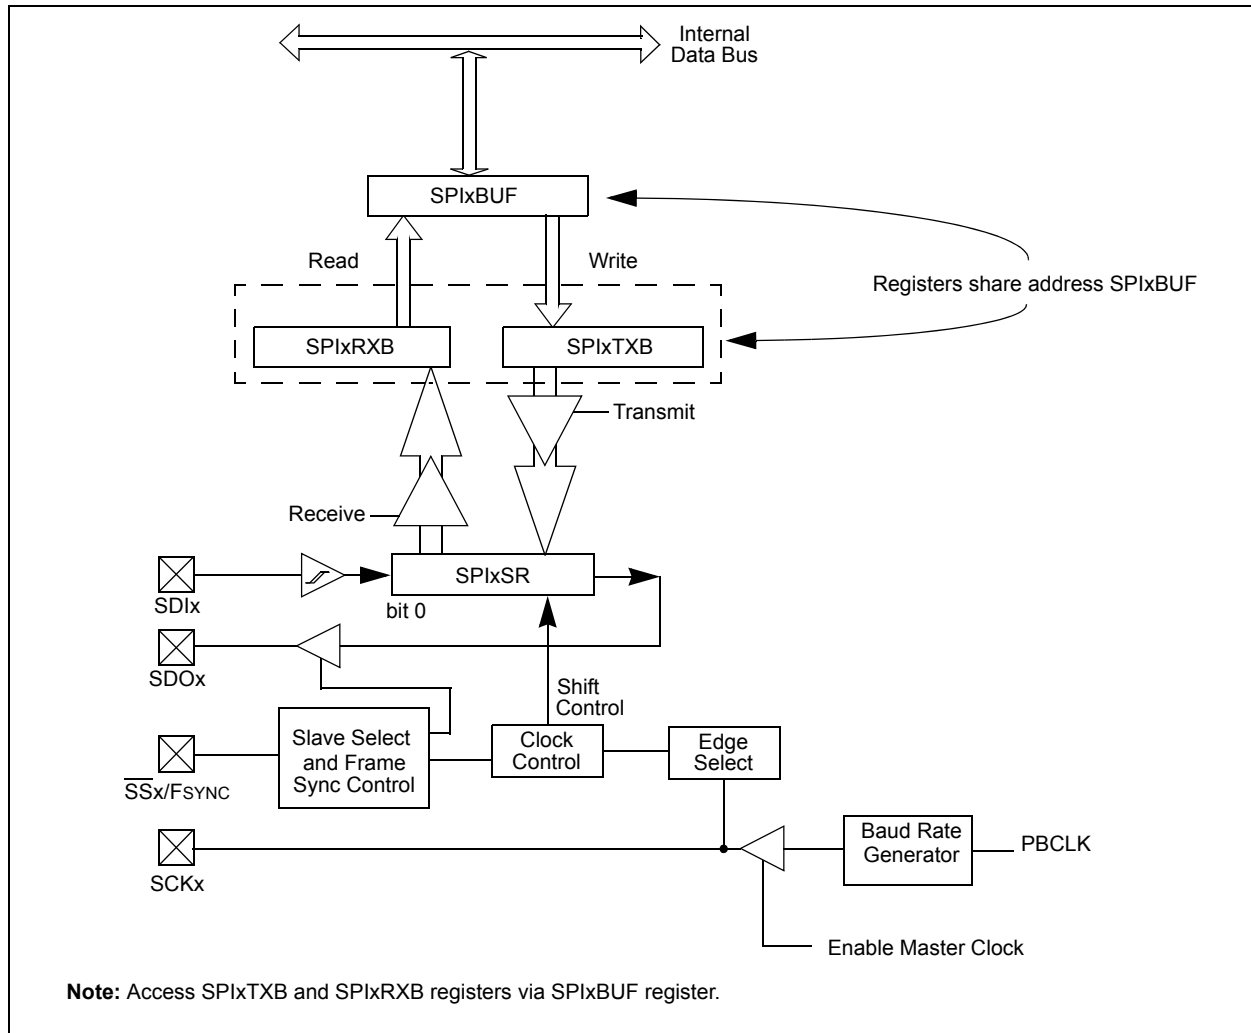 Internal
Data Bus
SPIxBUF
Read
Write
Registers share address SPIxBUF
SPIxRXB
SPIxTXB
Transmit
Receive
SPIxSR
SDIx
bit 0
SDOx
Shift
Control
Slave Select
and Frame
Sync Control
Clock
Control
Edge
Select
SSx/FSYNC
Baud Rate
Generator
PBCLK
SCKx
Enable Master Clock
Note: Access SPIxTXB and SPIxRXB registers via SPIxBUF register.